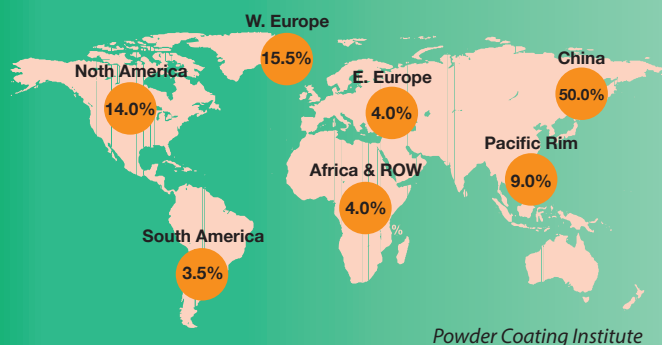 W. Europe
15.5%
Noth America
14.0%
E. Europe
4.0%
China
50.0%
Pacific Rim
9.0%
Africa & ROW
4.0%
%
South America
3.5%
Powder Coating Institute